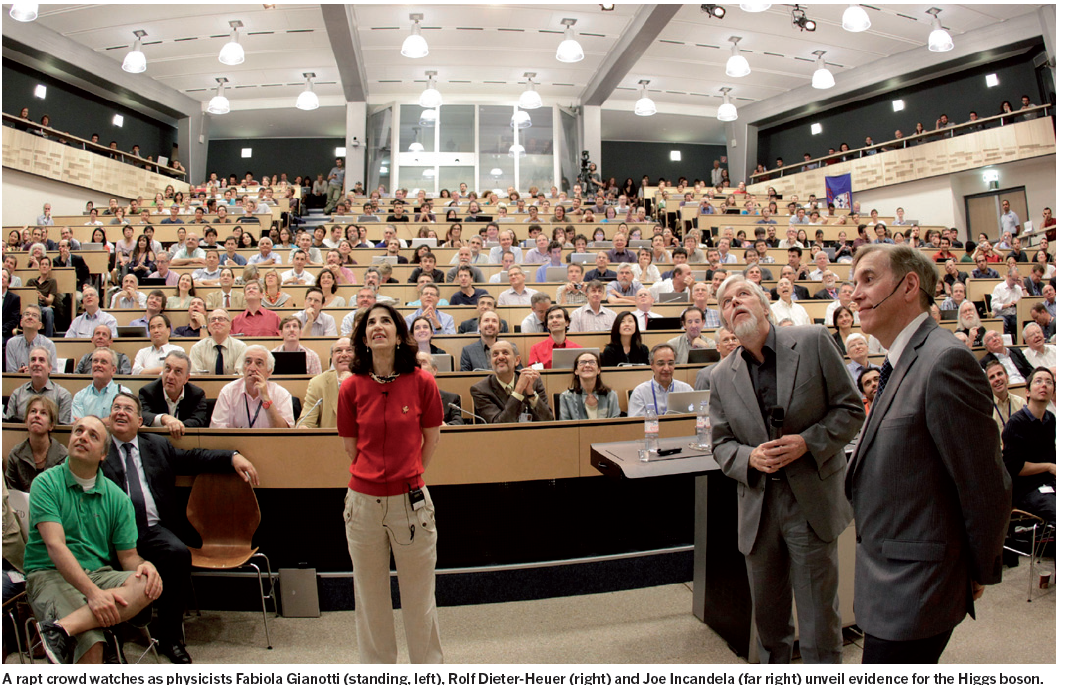 A rapt crowd watches as physicists Fabiola Gianotti (standing, left), Rolf Dieter-Heuer (right) and Joe Incandela (far right) unveil evidence for the Higgs boson.